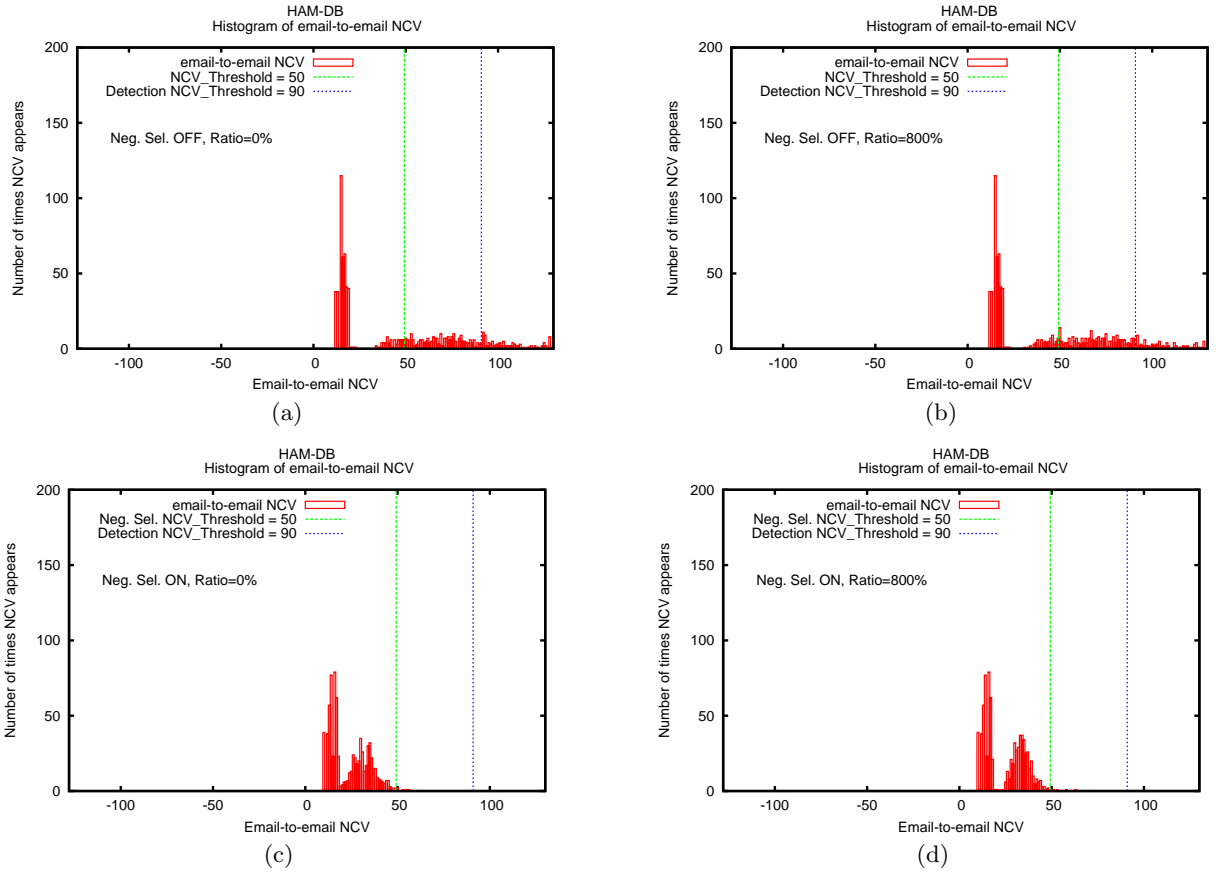 HAM-DB
Histogram of email-to-email NCV
200
150
100
50
0
Number of times NCV appears
email-to-email NCV
NCV_Threshold = 50
Detection NCV_Threshold = 90
Neg. Sel. OFF, Ratio=0%
-100
-50
0
50
100
Email-to-email NCV
(a)
HAM-DB
Histogram of email-to-email NCV
200
150
100
50
0
Number of times NCV appears
email-to-email NCV
NCV_Threshold = 50
Detection NCV_Threshold = 90
Neg. Sel. OFF, Ratio=800%
-100
-50
0
50
100
Email-to-email NCV
(b)
HAM-DB
Histogram of email-to-email NCV
200
150
100
50
0
Number of times NCV appears
email-to-email NCV
Neg. Sel. NCV_Threshold = 50
Detection NCV_Threshold = 90
Neg. Sel. ON, Ratio=0%
-100
-50
0
50
100
Email-to-email NCV
(c)
HAM-DB
Histogram of email-to-email NCV
200
150
100
50
0
Number of times NCV appears
email-to-email NCV
Neg. Sel. NCV_Threshold = 50
Detection NCV_Threshold = 90
Neg. Sel. ON, Ratio=800%
-100
-50
0
50
100
Email-to-email NCV
(d)